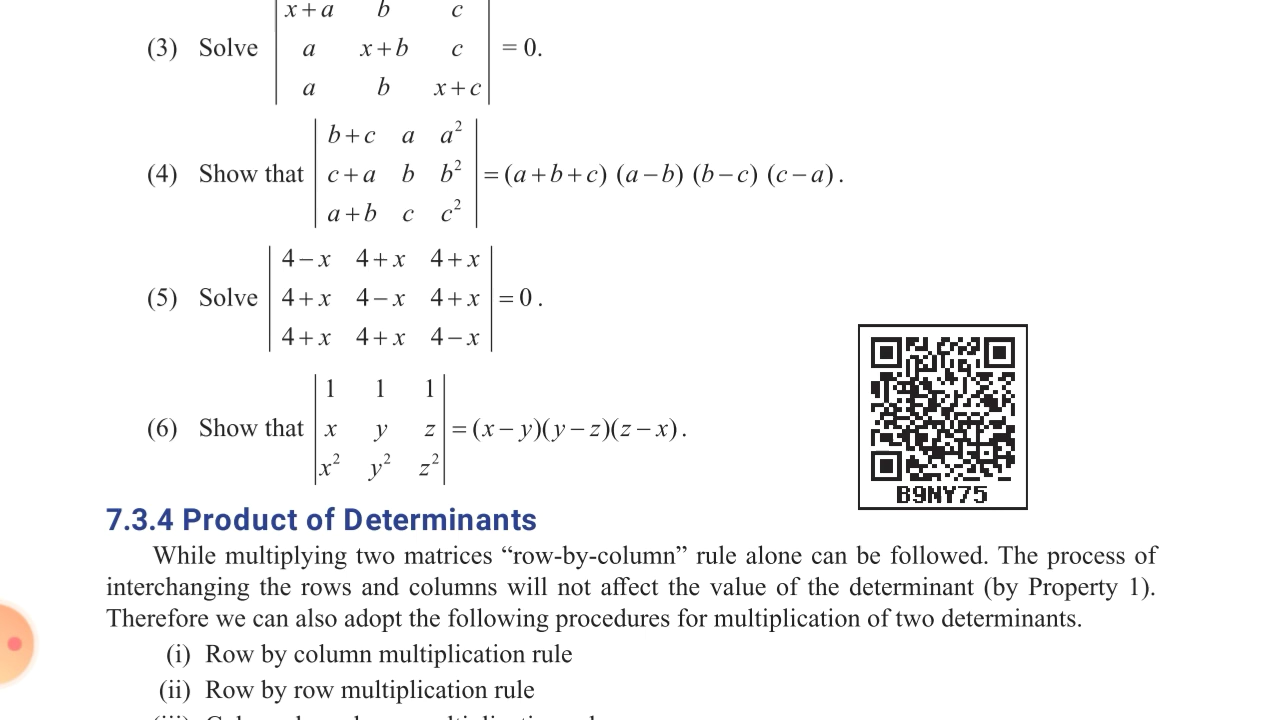 x+a b c
(3) Solve a x+b c = 0.
a b x+c
b+c a a²
(4) Show that c+a b b² = (a+b+c) (a−b) (b−c) (c−a).
a+b c c²
4−x 4+x 4+x
(5) Solve 4+x 4−x 4+x = 0.
4+x 4+x 4−x
1 1 1
(6) Show that x y z = (x−y)(y−z)(z−x).
x² y² z²
B9NY75
7.3.4 Product of Determinants
While multiplying two matrices “row-by-column” rule alone can be followed. The process of
interchanging the rows and columns will not affect the value of the determinant (by Property 1).
Therefore we can also adopt the following procedures for multiplication of two determinants.
(i) Row by column multiplication rule
(ii) Row by row multiplication rule